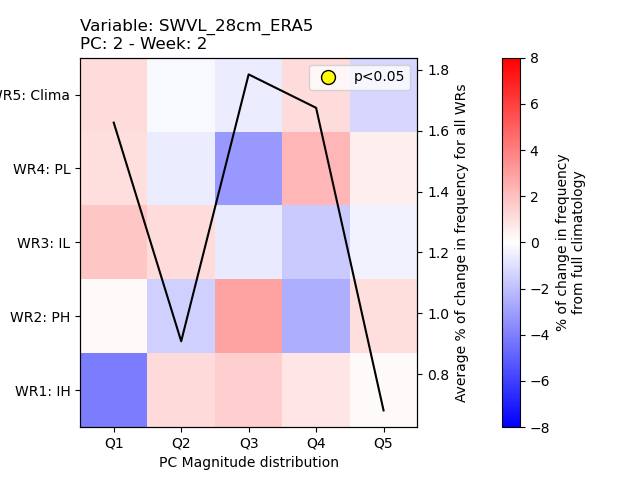 Variable: SWVL_28cm_ERA5
PC: 2 - Week: 2
p<0.05
WR5: Clima
WR4: PL
WR3: IL
WR2: PH
WR1: IH
Q1 Q2 Q3 Q4 Q5
PC Magnitude distribution
1.8
1.6
1.4
1.2
1.0
0.8
Average % of change in frequency for all WRs
8
6
4
2
0
−2
−4
−6
−8
% of change in frequency
from full climatology